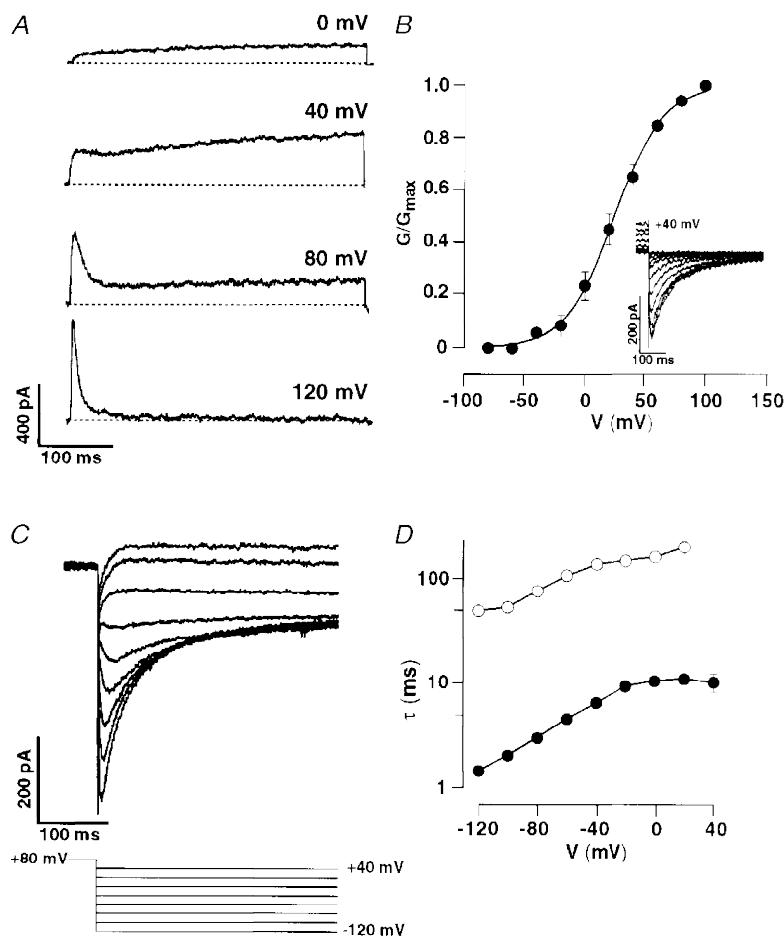 A
0 mV
40 mV
80 mV
120 mV
400 pA
100 ms
B
1.0
0.8
0.6
0.4
0.2
0
G/Gmax
-100
-50
0
50
100
150
V (mV)
+40 mV
200 pA
100 ms
C
200 pA
100 ms
+80 mV
+40 mV
-120 mV
D
100
10
1
τ (ms)
-120
-80
-40
0
40
V (mV)